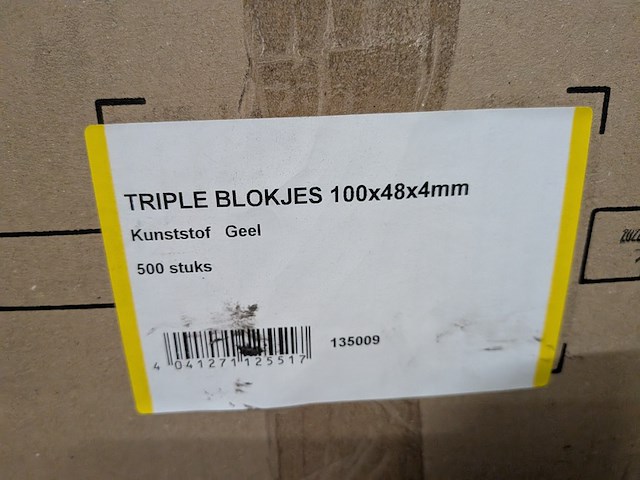 TRIPLE BLOKJES 100x48x4mm
Kunststof Geel
500 stuks
135009
4 041271 125517